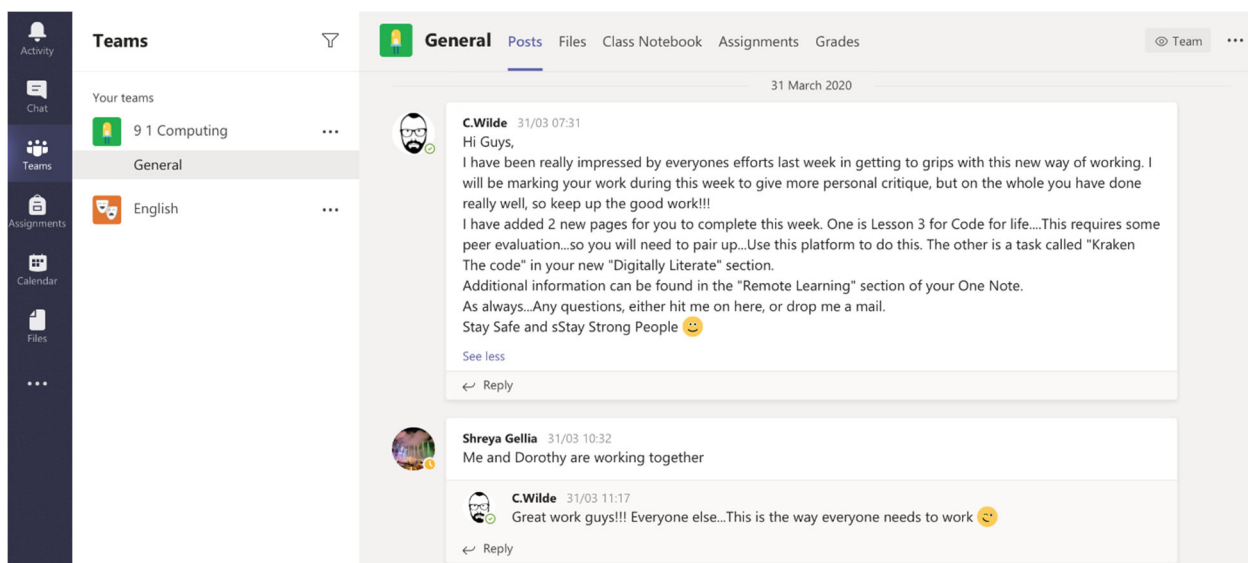 Activity
Chat
Teams
Assignments
Calendar
Files
Teams
Your teams
9 1 Computing
General
English
General Posts Files Class Notebook Assignments Grades
Team
31 March 2020
C.Wilde 31/03 07:31
Hi Guys,
I have been really impressed by everyones efforts last week in getting to grips with this new way of working. I
will be marking your work during this week to give more personal critique, but on the whole you have done
really well, so keep up the good work!!!
I have added 2 new pages for you to complete this week. One is Lesson 3 for Code for life....This requires some
peer evaluation...so you will need to pair up...Use this platform to do this. The other is a task called "Kraken
The code" in your new "Digitally Literate" section.
Additional information can be found in the "Remote Learning" section of your One Note.
As always...Any questions, either hit me on here, or drop me a mail.
Stay Safe and sStay Strong People
See less
Reply
Shreya Gellia 31/03 10:32
Me and Dorothy are working together
C.Wilde 31/03 11:17
Great work guys!!! Everyone else...This is the way everyone needs to work
Reply